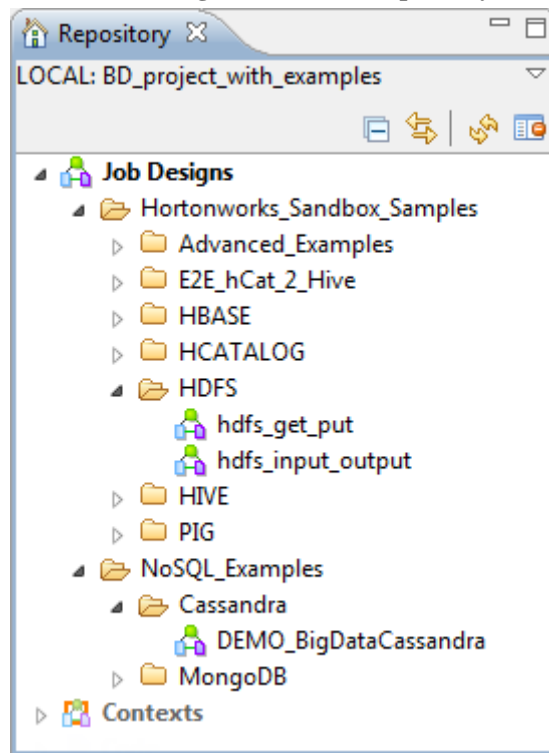 Repository
LOCAL: BD_project_with_examples
Job Designs
Hortonworks_Sandbox_Samples
Advanced_Examples
E2E_hCat_2_Hive
HBASE
HCATALOG
HDFS
hdfs_get_put
hdfs_input_output
HIVE
PIG
NoSQL_Examples
Cassandra
DEMO_BigDataCassandra
MongoDB
Contexts